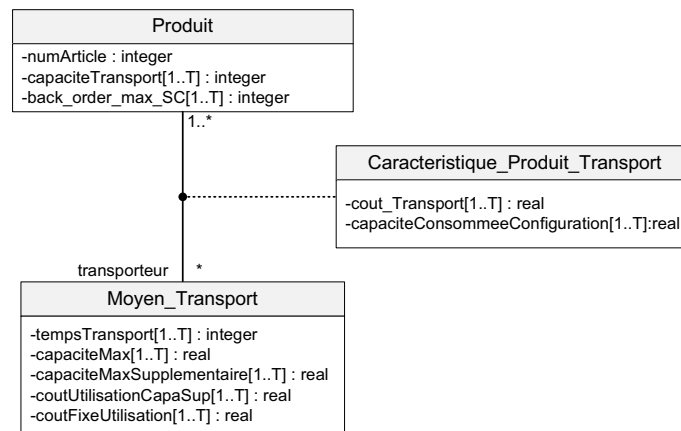 Produit
-numArticle : integer
-capaciteTransport[1..T] : integer
-back_order_max_SC[1..T] : integer
1..*
Caracteristique_Produit_Transport
-cout_Transport[1..T] : real
-capaciteConsommeeConfiguration[1..T]:real
transporteur *
Moyen_Transport
-tempsTransport[1..T] : integer
-capaciteMax[1..T] : real
-capaciteMaxSupplementaire[1..T] : real
-coutUtilisationCapaSup[1..T] : real
-coutFixeUtilisation[1..T] : real